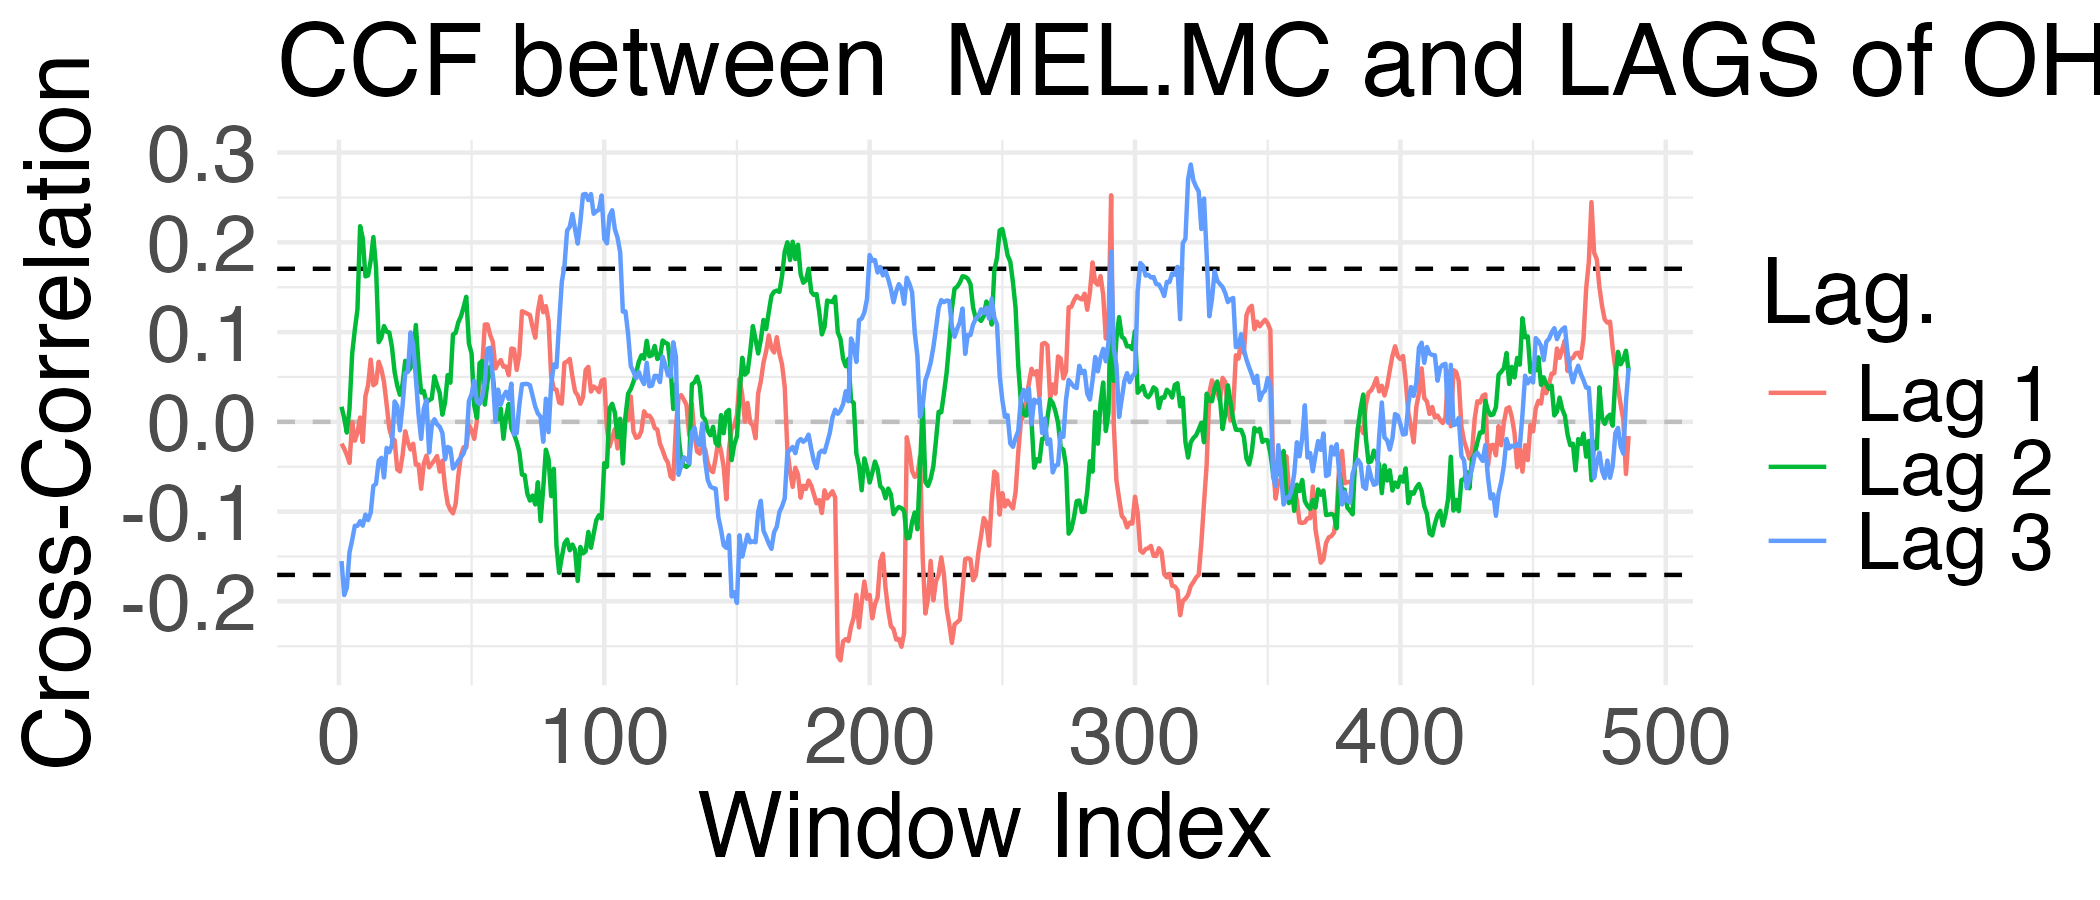 CCF between  MEL.MC and LAGS of OH
Cross-Correlation
0.3
0.2
0.1
0.0
-0.1
-0.2
0
100
200
300
400
500
Window Index
Lag.
Lag 1
Lag 2
Lag 3